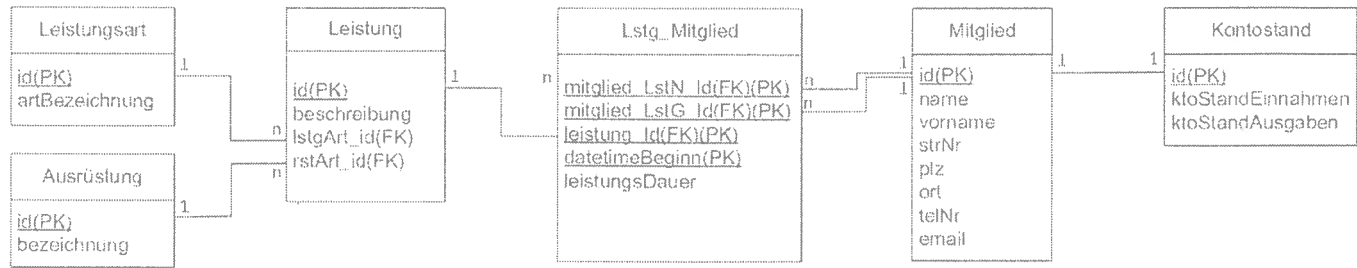 Leistungsart
id(PK)
artBezeichnung
1
n
Ausrüstung
id(PK)
bezeichnung
1
n
Leistung
id(PK)
beschreibung
lstgArt_id(FK)
rstArt_id(FK)
1
n
Lstg_Mitglied
mitglied_LstN_Id(FK)(PK)
mitglied_LstG_Id(FK)(PK)
leistung_Id(FK)(PK)
datetimeBeginn(PK)
leistungsDauer
n
1
n
1
Mitglied
id(PK)
name
vorname
strNr
plz
ort
telNr
email
1
1
Kontostand
id(PK)
ktoStandEinnahmen
ktoStandAusgaben